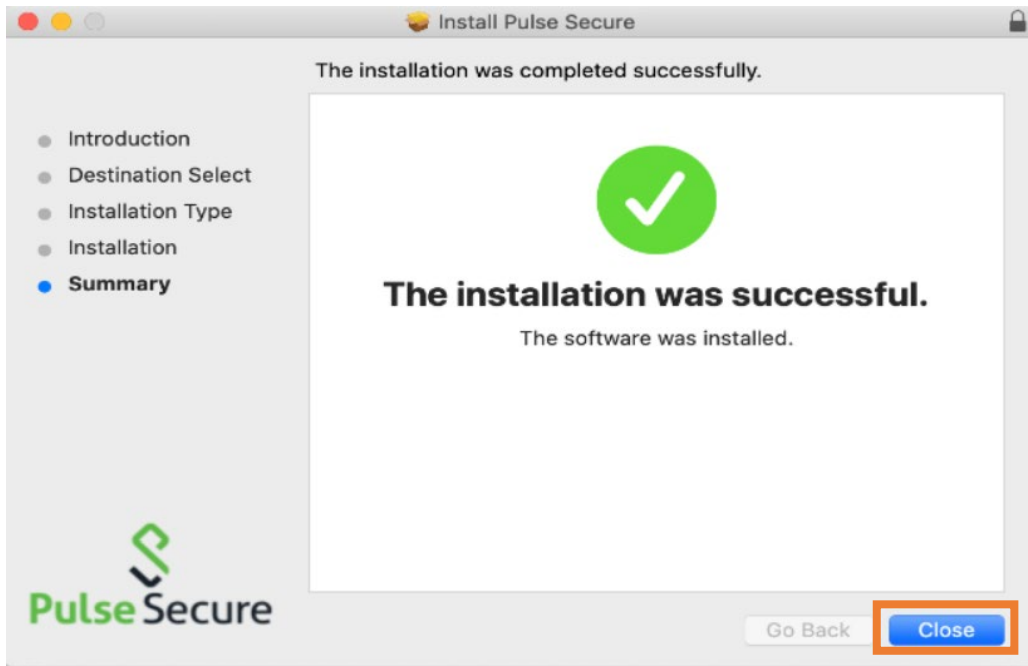 Install Pulse Secure
The installation was completed successfully.
Introduction
Destination Select
Installation Type
Installation
Summary
The installation was successful.
The software was installed.
Pulse Secure
Go Back
Close